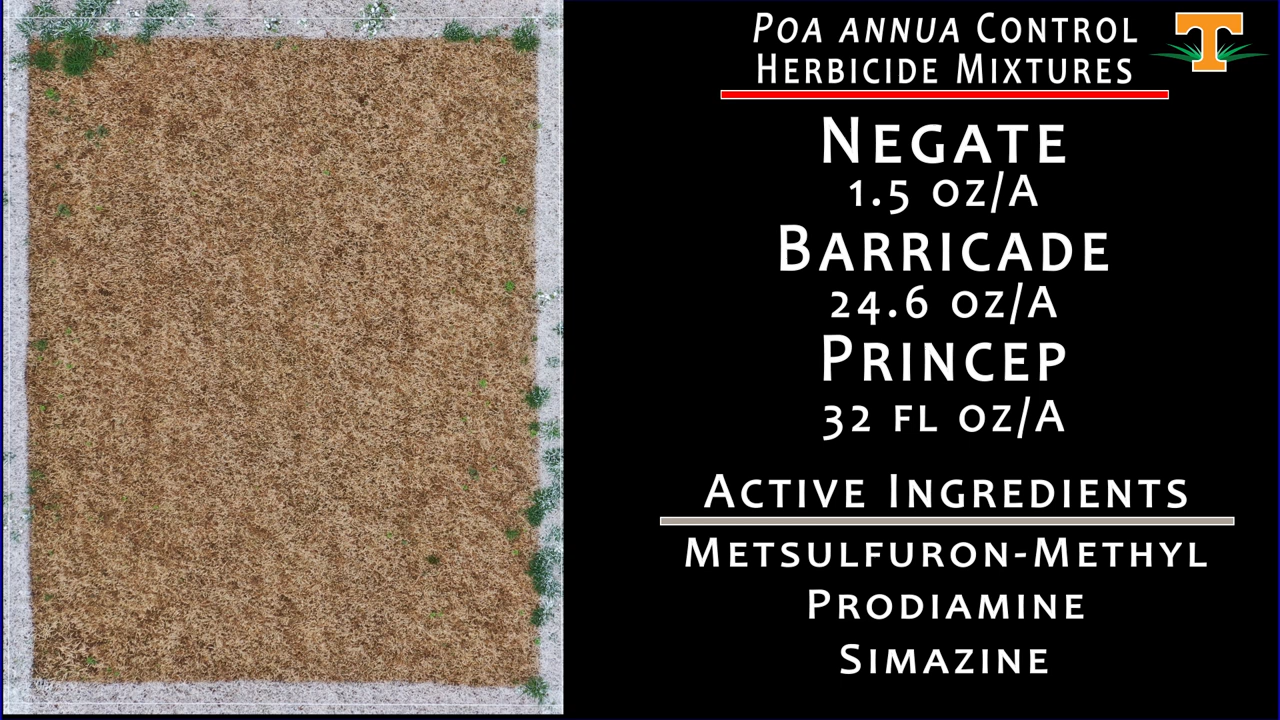 POA ANNUA CONTROL
HERBICIDE MIXTURES
T
NEGATE
1.5 OZ/A
BARRICADE
24.6 OZ/A
PRINCEP
32 FL OZ/A
ACTIVE INGREDIENTS
METSULFURON-METHYL
PRODIAMINE
SIMAZINE